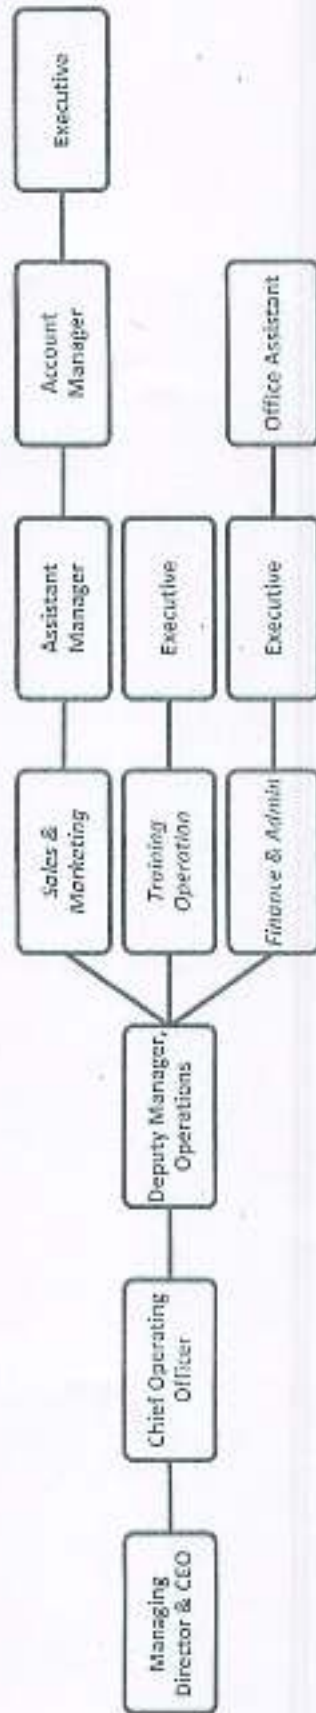 Managing
Director & CEO
Chief Operating
Officer
Deputy Manager,
Operations
Sales &
Marketing
Assistant
Manager
Account
Manager
Executive
Training
Operation
Executive
Finance & Admin
Executive
Office Assistant